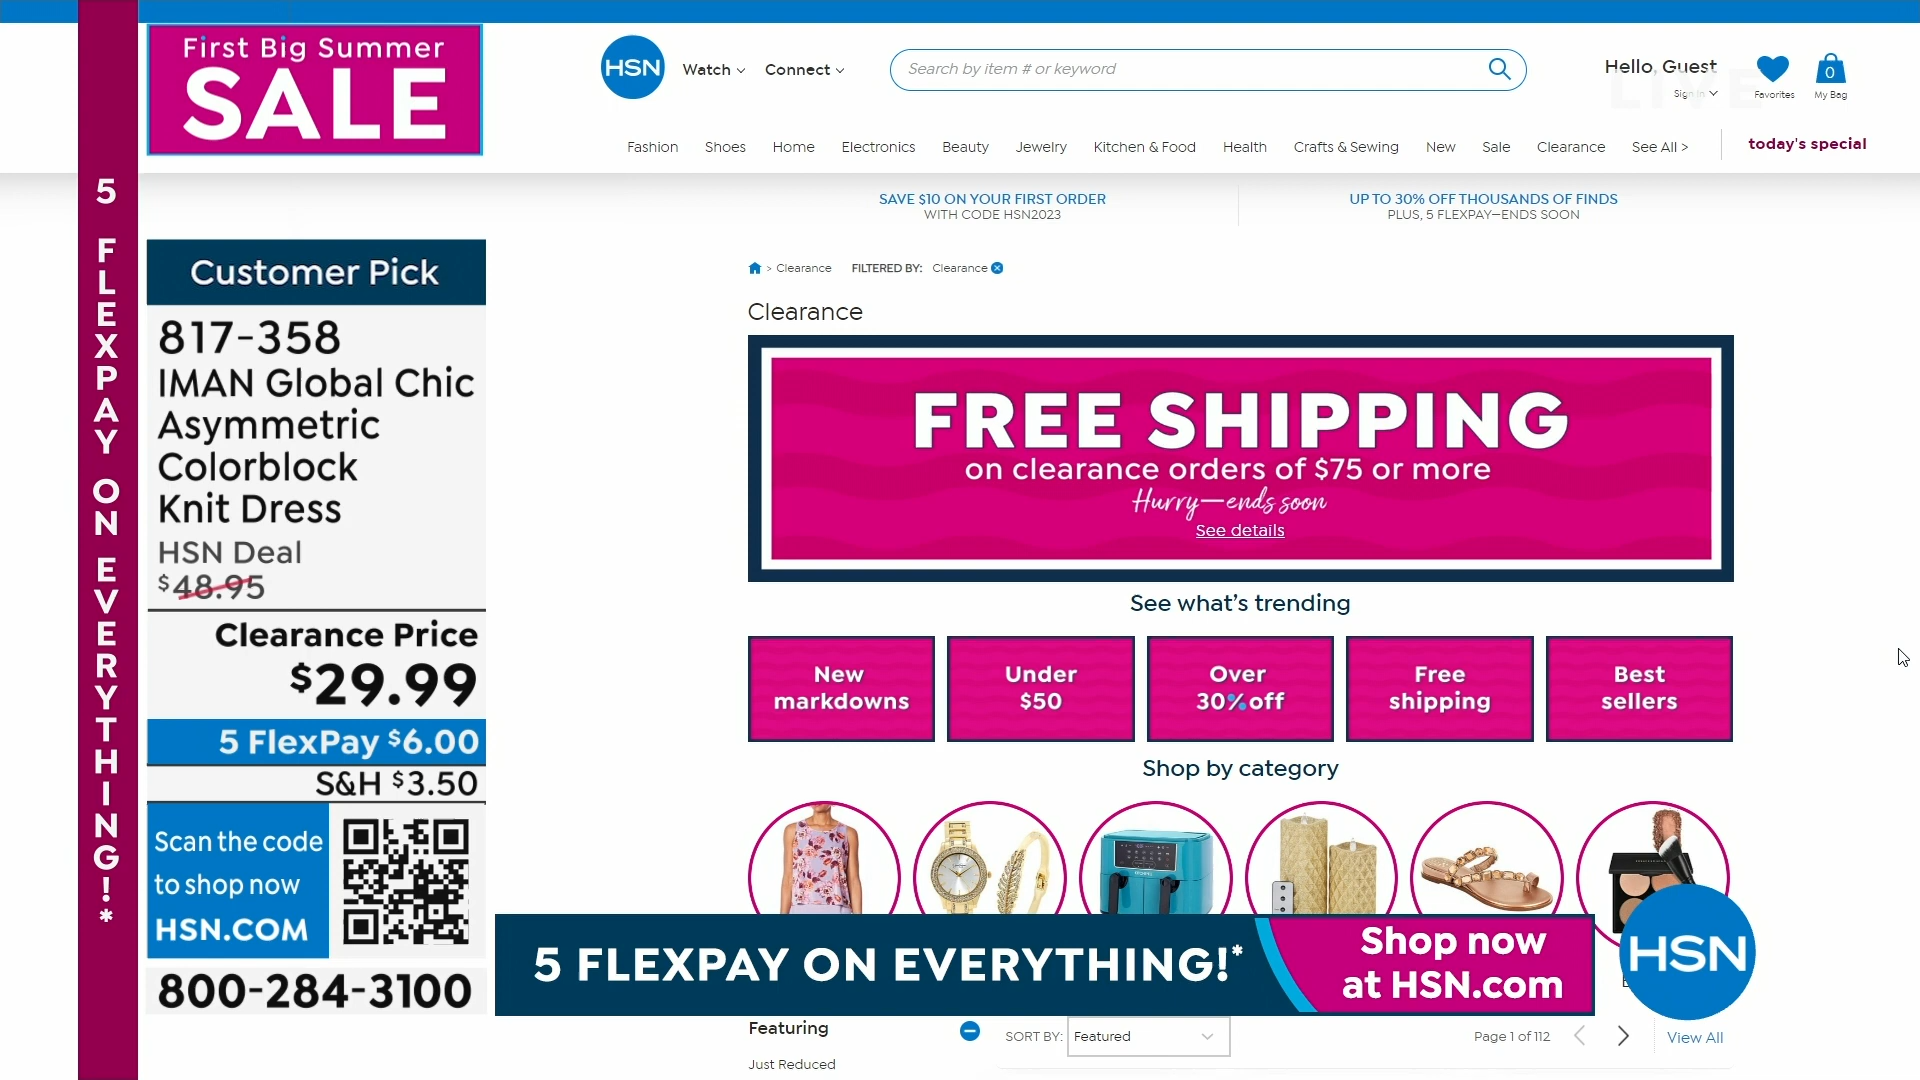 First Big Summer
SALE
5 FLEXPAY ON EVERYTHING!*
HSN
Watch
Connect
Search by item # or keyword
Hello, Guest
Sign In
Favorites
0
My Bag
LIVE
Fashion
Shoes
Home
Electronics
Beauty
Jewelry
Kitchen & Food
Health
Crafts & Sewing
New
Sale
Clearance
See All >
today's special
SAVE $10 ON YOUR FIRST ORDER
WITH CODE HSN2023
UP TO 30% OFF THOUSANDS OF FINDS
PLUS, 5 FLEXPAY—ENDS SOON
Customer Pick
817-358
IMAN Global Chic
Asymmetric
Colorblock
Knit Dress
HSN Deal
$48.95
Clearance Price
$29.99
5 FlexPay $6.00
S&H $3.50
Scan the code
to shop now
HSN.COM
800-284-3100
> Clearance
FILTERED BY:
Clearance
Clearance
FREE SHIPPING
on clearance orders of $75 or more
Hurry—ends soon
See details
See what's trending
New
markdowns
Under
$50
Over
30% off
Free
shipping
Best
sellers
Shop by category
5 FLEXPAY ON EVERYTHING!*
Shop now
at HSN.com
HSN
Featuring
SORT BY:
Featured
Page 1 of 112
View All
Just Reduced